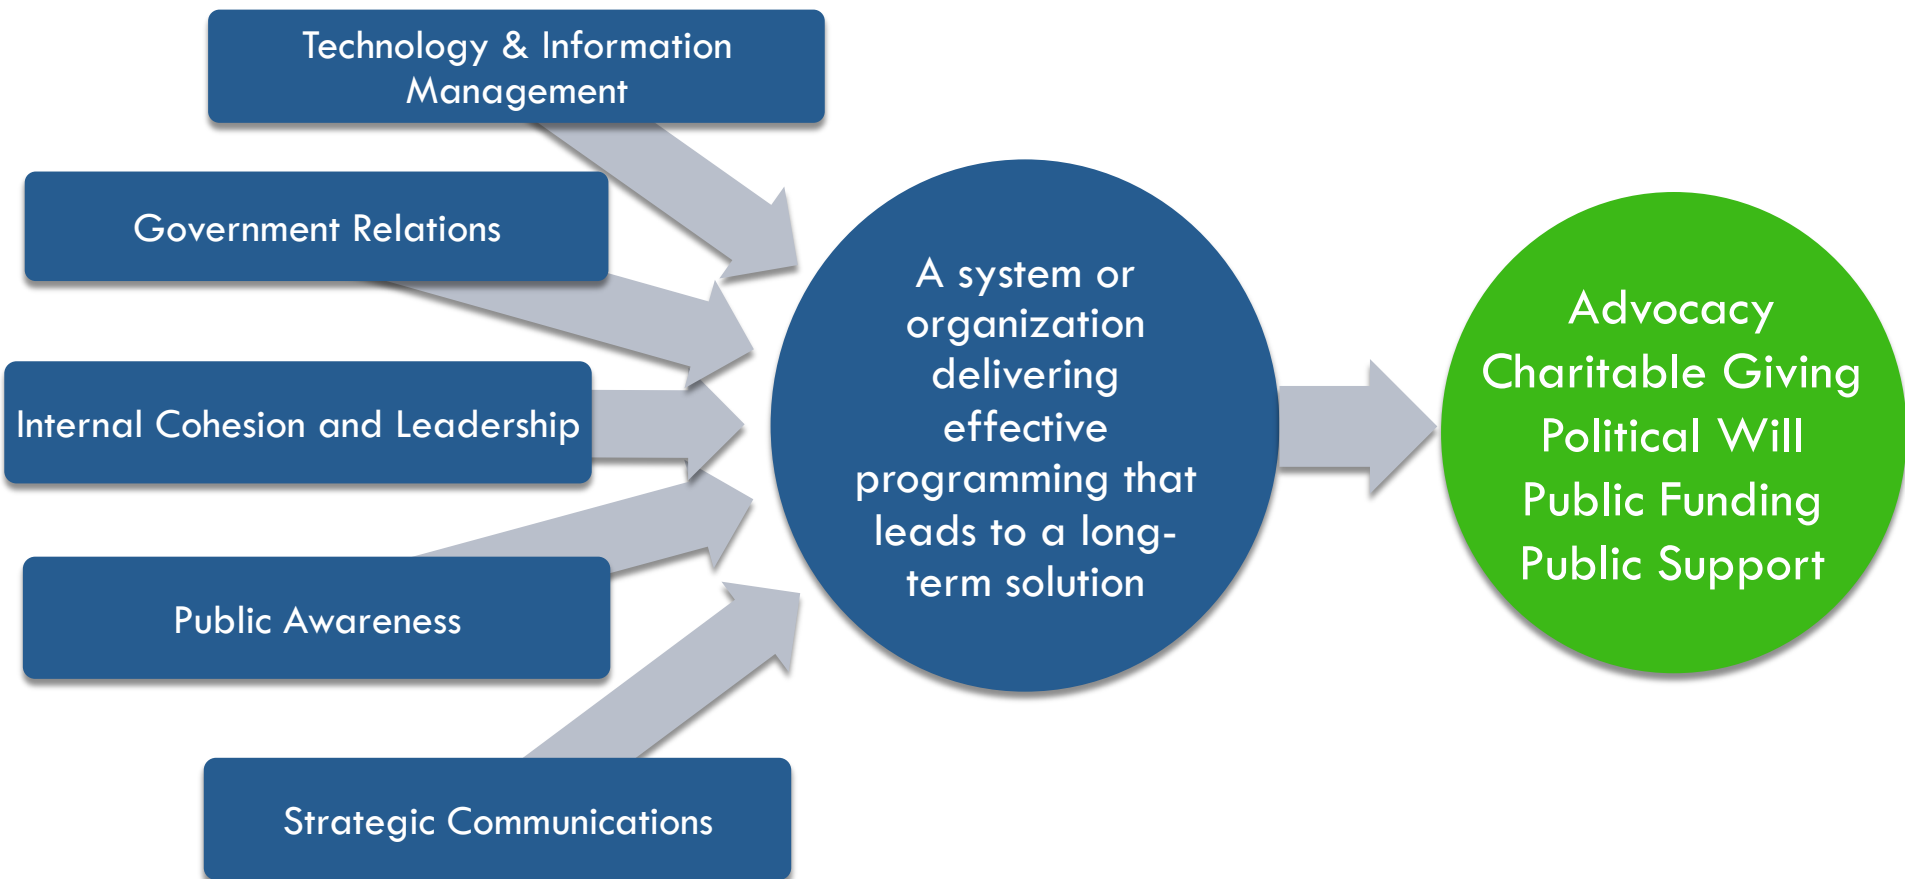 Technology & Information
Management
Government Relations
Internal Cohesion and Leadership
Public Awareness
Strategic Communications
A system or
organization
delivering
effective
programming that
leads to a long-
term solution
Advocacy
Charitable Giving
Political Will
Public Funding
Public Support